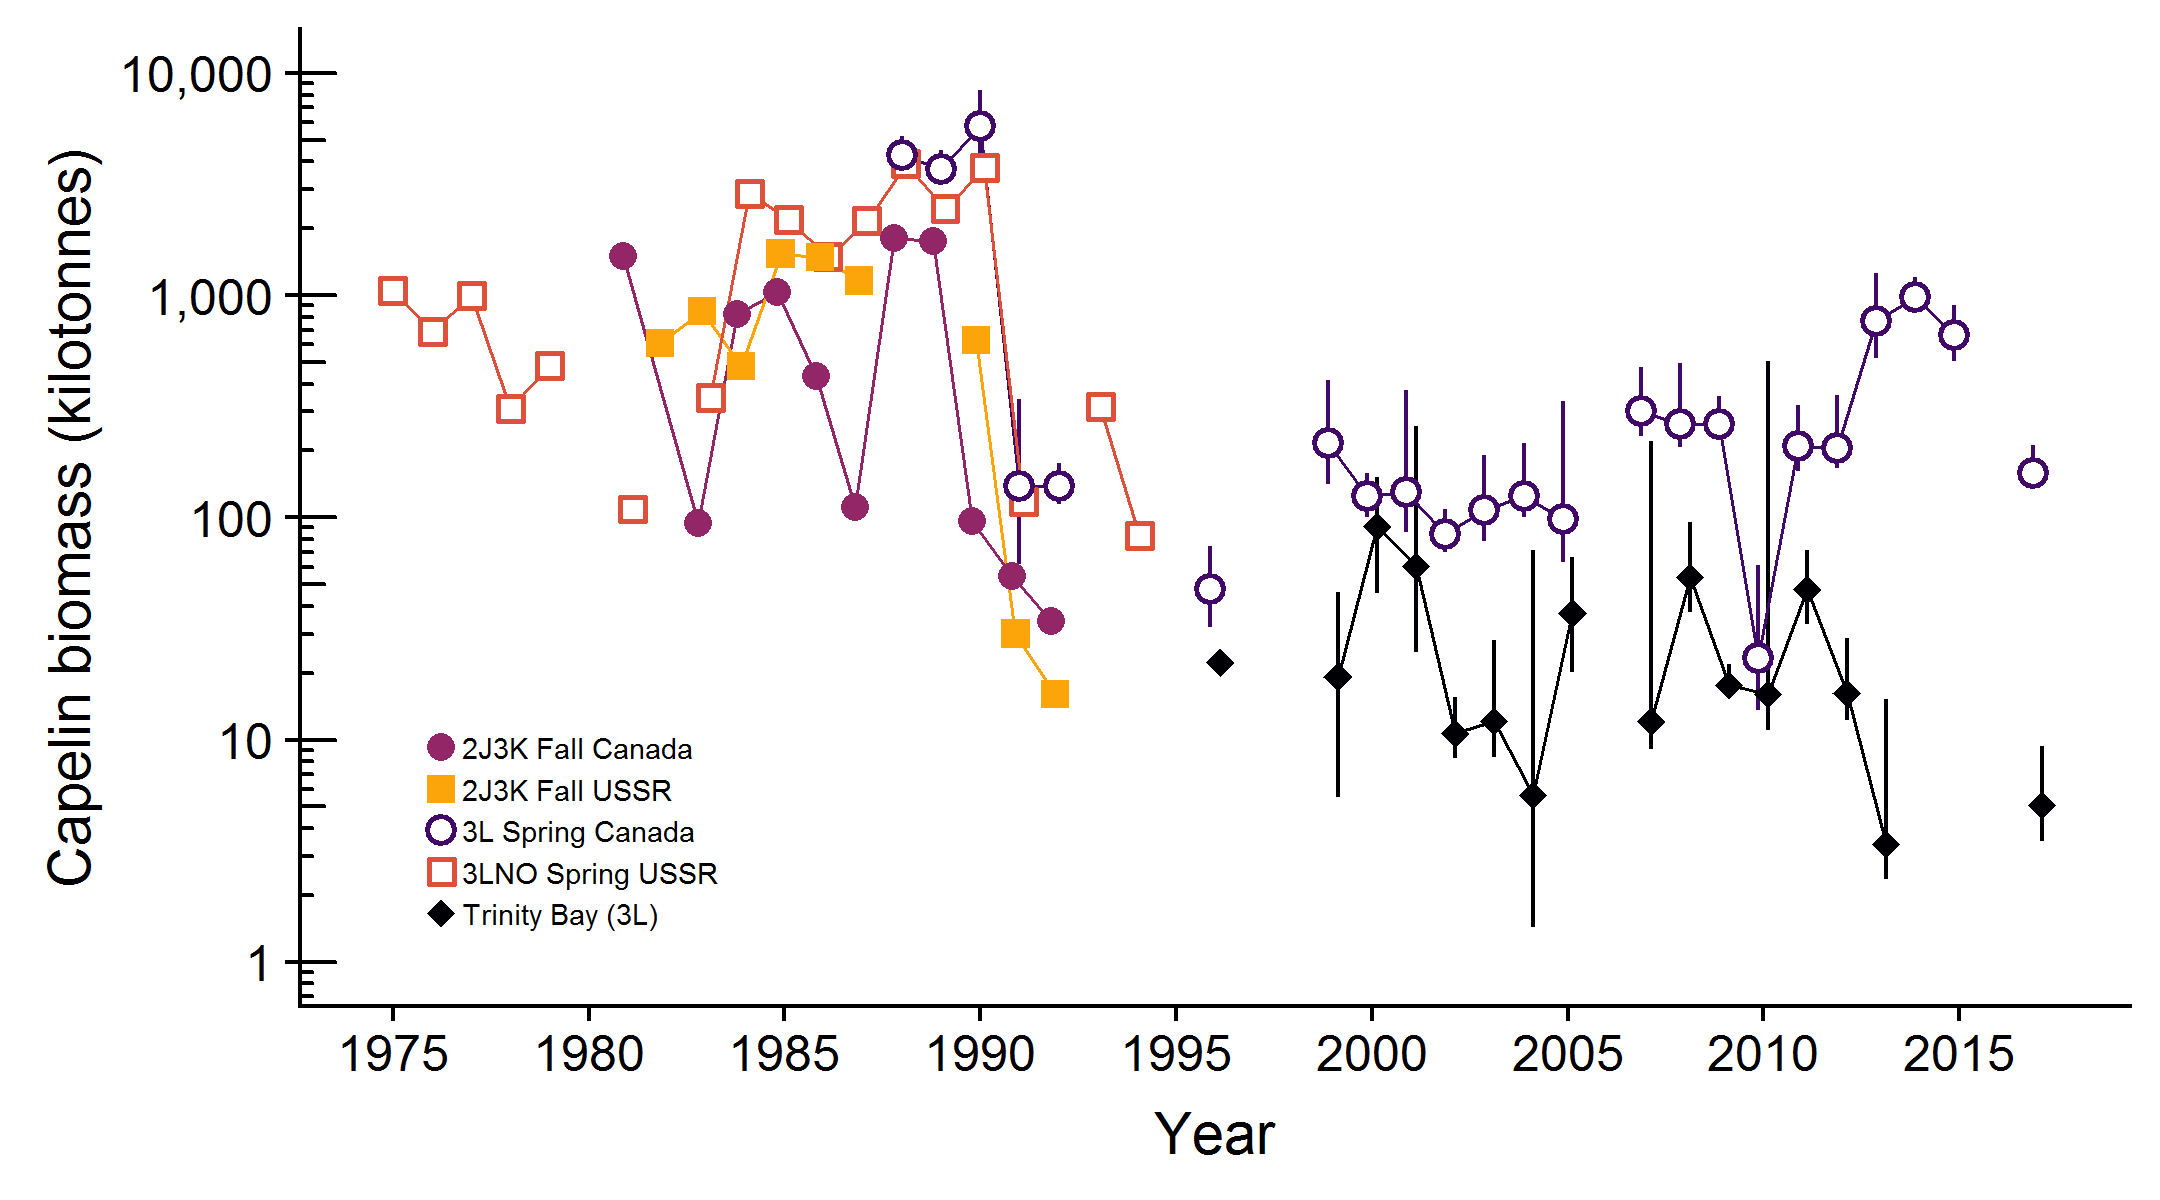 10,000
1,000
100
10
1
Capelin biomass (kilotonnes)
2J3K Fall Canada
2J3K Fall USSR
3L Spring Canada
3LNO Spring USSR
Trinity Bay (3L)
1975 1980 1985 1990 1995 2000 2005 2010 2015
Year